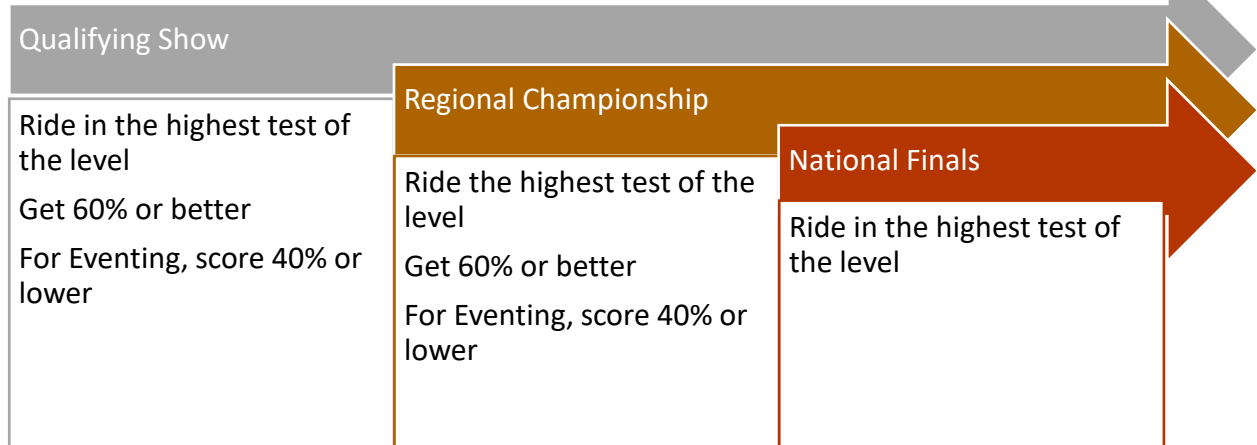 Qualifying Show
Ride in the highest test of
the level
Get 60% or better
For Eventing, score 40% or
lower
Regional Championship
Ride the highest test of the
level
Get 60% or better
For Eventing, score 40% or
lower
National Finals
Ride in the highest test of
the level